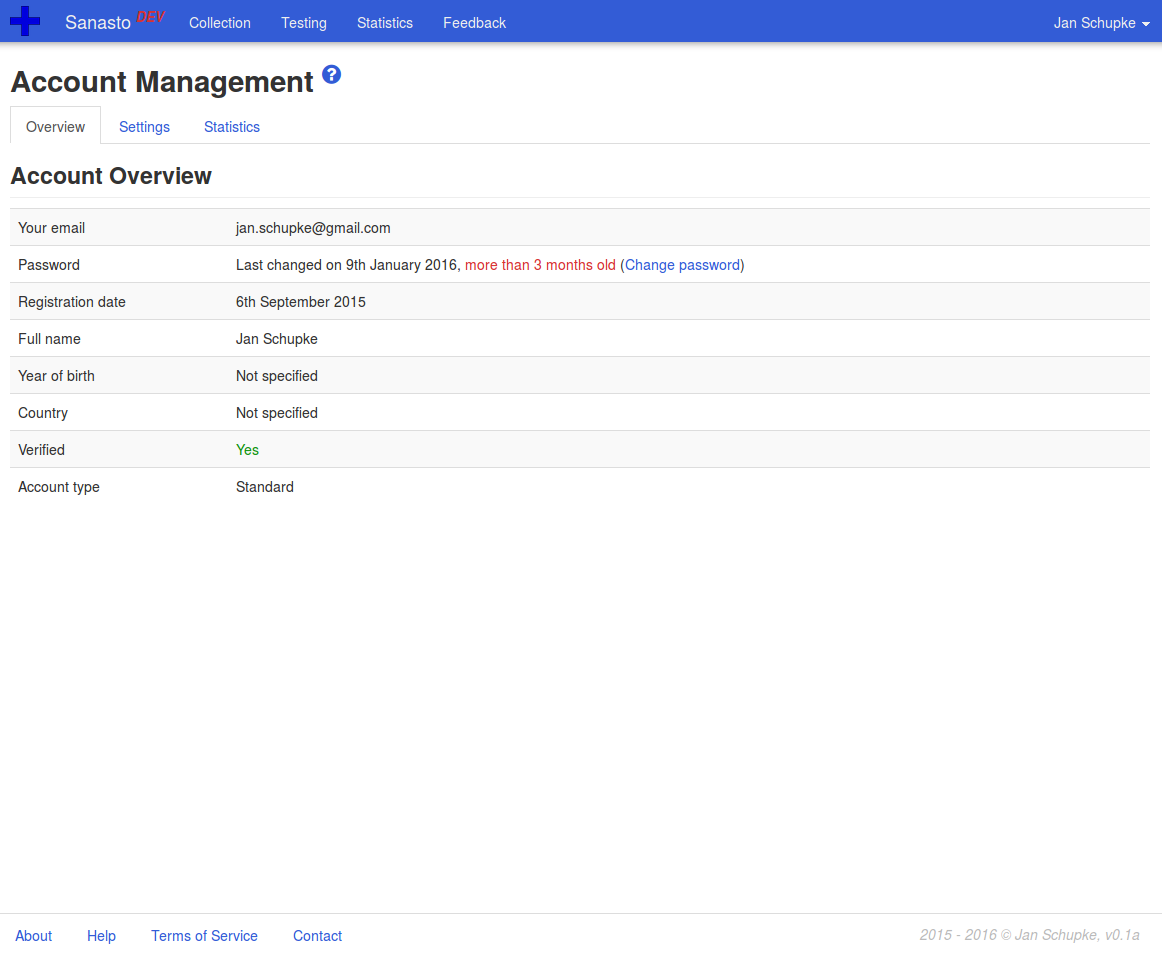 Sanasto DEV Collection Testing Statistics Feedback Jan Schupke
Account Management ?
Overview Settings Statistics
Account Overview
Your email jan.schupke@gmail.com
Password Last changed on 9th January 2016, more than 3 months old (Change password)
Registration date 6th September 2015
Full name Jan Schupke
Year of birth Not specified
Country Not specified
Verified Yes
Account type Standard
About Help Terms of Service Contact 2015 - 2016 © Jan Schupke, v0.1a